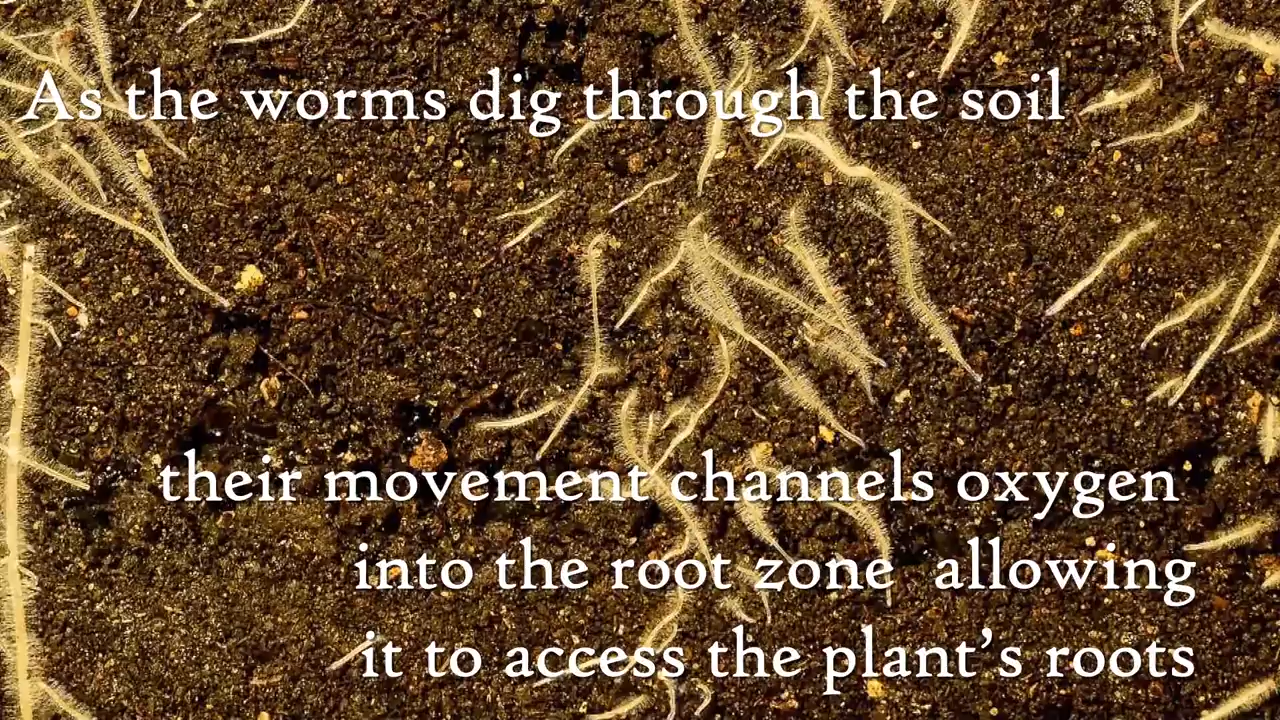 As the worms dig through the soil
their movement channels oxygen
into the root zone allowing
it to access the plant’s roots